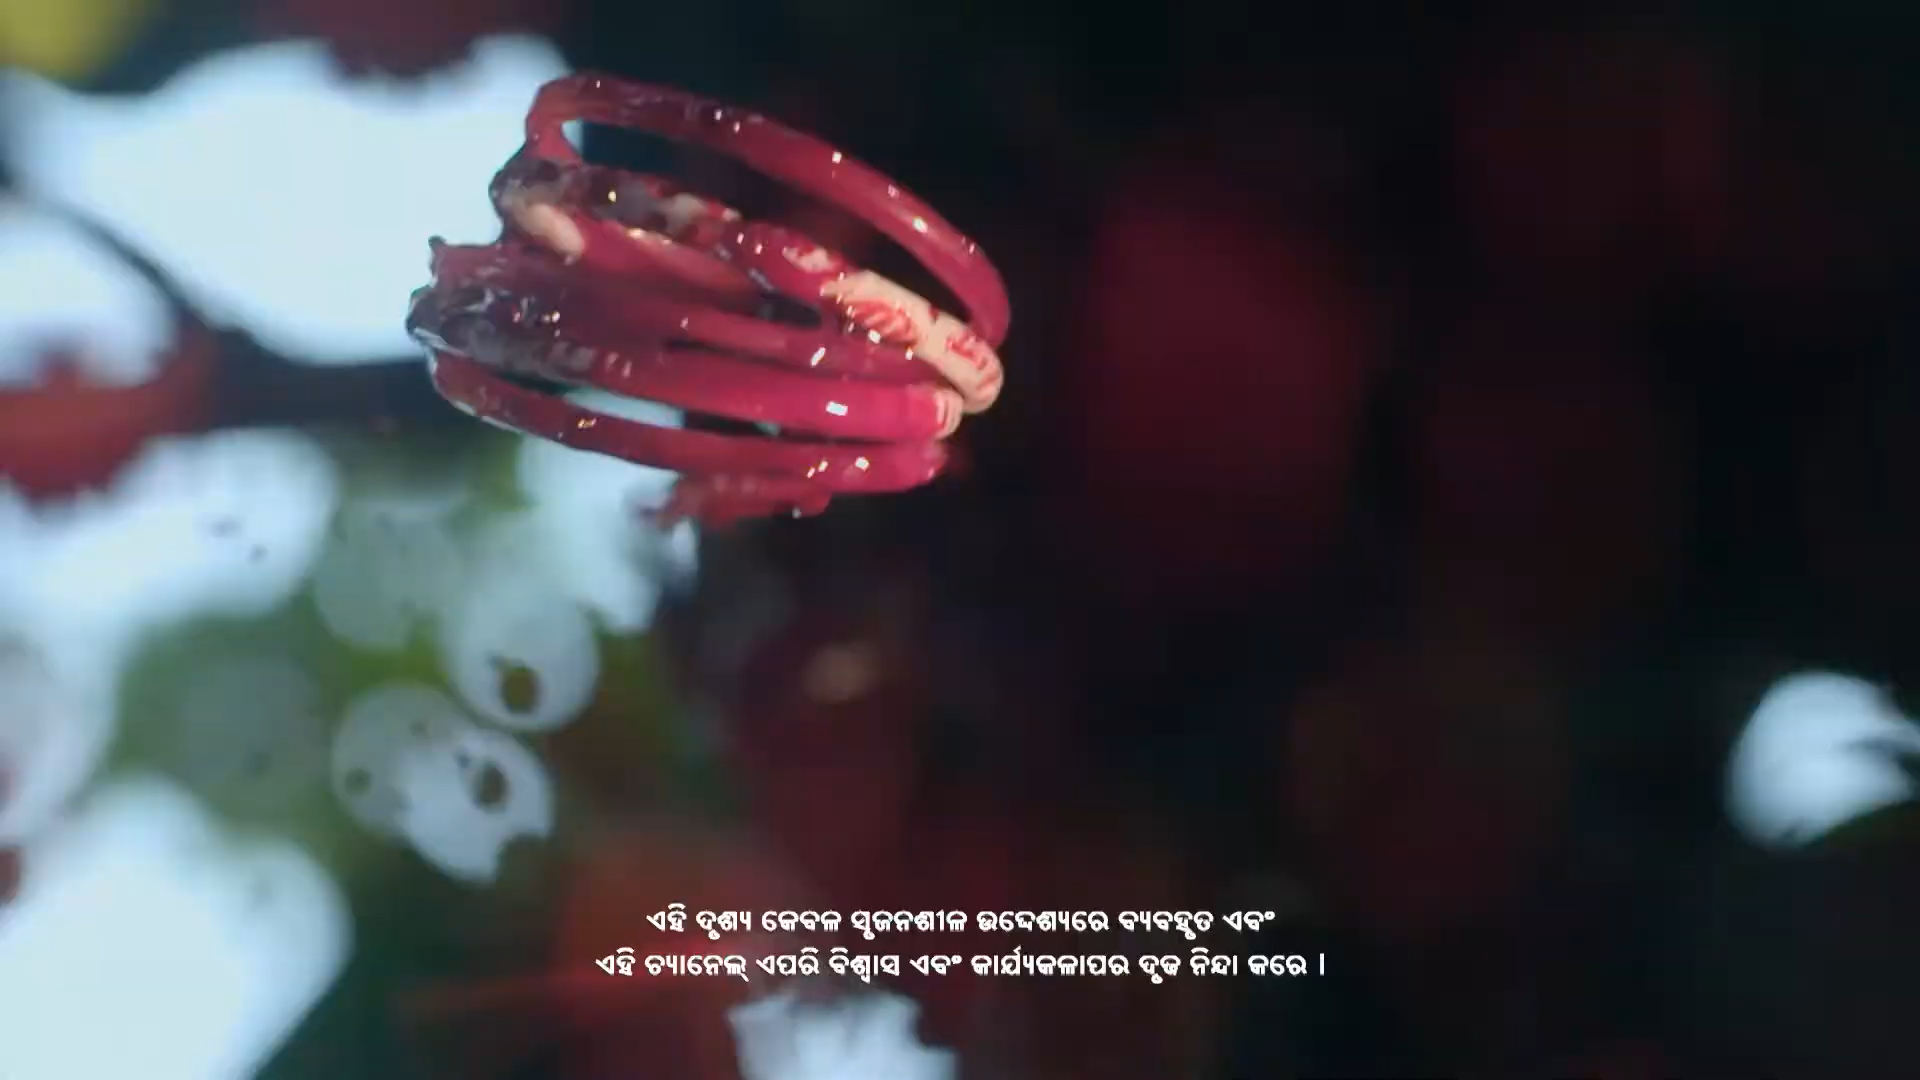 ଏହି ଦୃଶ୍ୟ କେବଳ ସୃଜନଶୀଳ ଉଦ୍ଦେଶ୍ୟରେ ବ୍ୟବହୃତ ଏବଂ
ଏହି ଚ୍ୟାନେଲ୍ ଏପରି ବିଶ୍ୱାସ ଏବଂ କାର୍ଯ୍ୟକଳାପର ଦୃଢ ନିନ୍ଦା କରେ ।